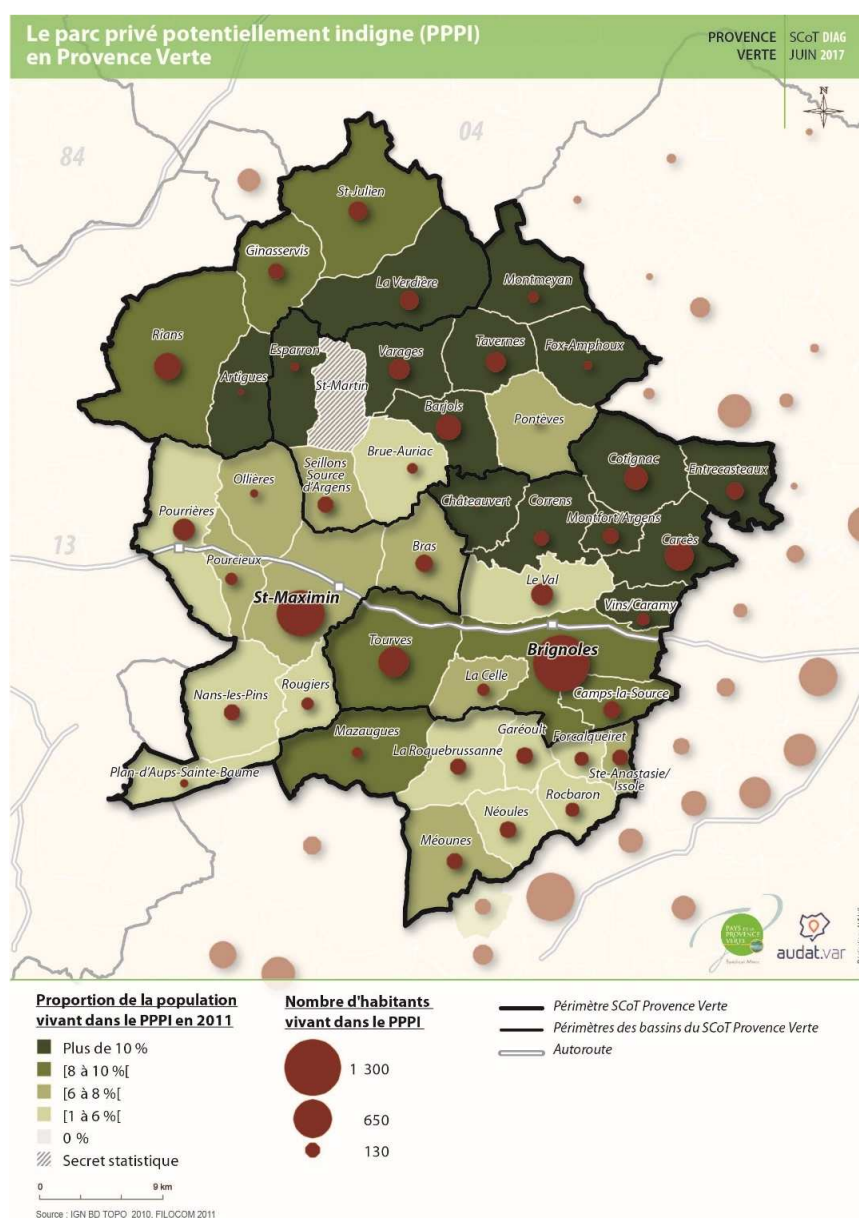 Le parc privé potentiellement indigne (PPPI)
en Provence Verte
PROVENCE
VERTE
SCoT DIAG
JUIN 2017
N
04
84
St-Julien
Ginasservis
La Verdière
Montmeyan
Rians
Esparron
Varages
Tavernes
Fox-Amphoux
Artigues
St-Martin
Barjols
Pontèves
Brue-Auriac
Cotignac
Entrecasteaux
Ollières
Seillons
Source
d'Argens
Châteauvert
Correns
Montfort/Argens
Pourrières
13
Carcès
Bras
Pourcieux
Le Val
St-Maximin
Vins/Caramy
Tourves
Brignoles
La Celle
Camps-la-Source
Nans-les-Pins
Rougiers
Mazaugues
Garéoult
Forcalqueiret
La Roquebrussanne
Plan-d'Aups-Sainte-Baume
Ste-Anastasie/
Issole
Rocbaron
Néoules
Méounes
PAYS DE LA
PROVENCE
VERTE
audat.var
Proportion de la population
vivant dans le PPPI en 2011
Plus de 10 %
[8 à 10 %[
[6 à 8 %[
[1 à 6 %[
0 %
Secret statistique
0 9 km
Source : IGN BD TOPO 2010, FILOCOM 2011
Nombre d'habitants
vivant dans le PPPI
1 300
650
130
Périmètre SCoT Provence Verte
Périmètres des bassins du SCoT Provence Verte
Autoroute